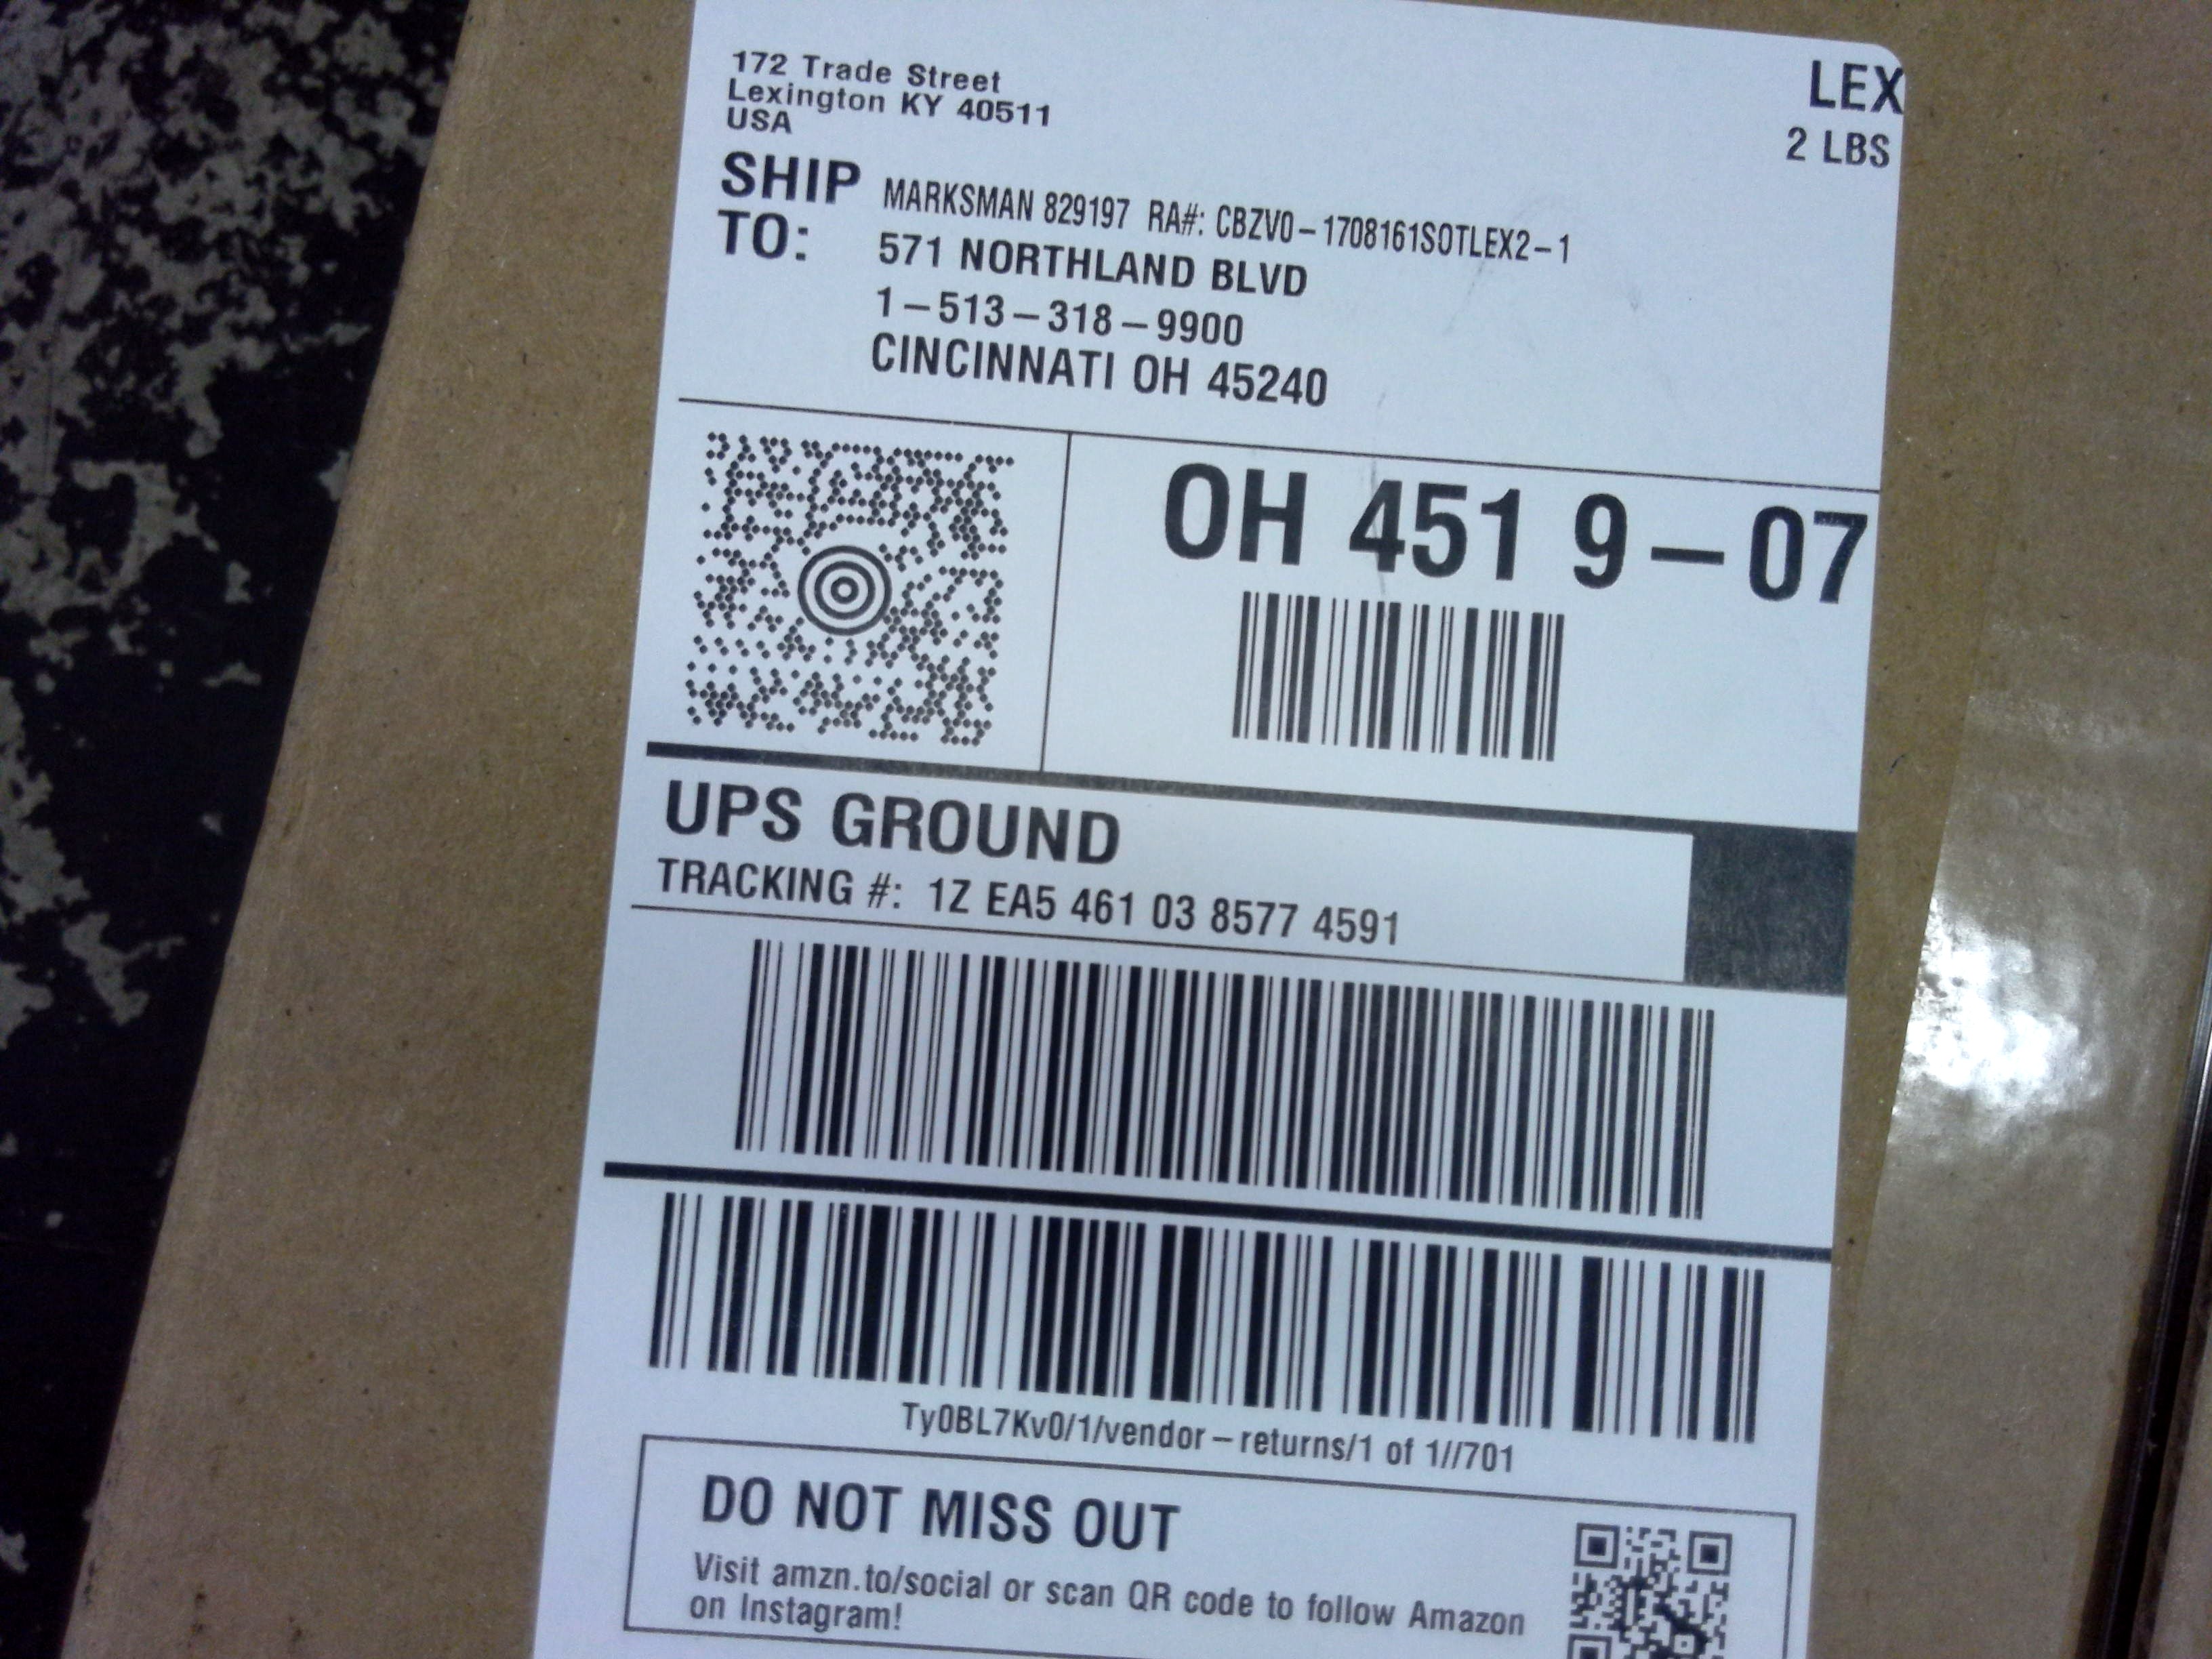 172 Trade Street
Lexington KY 40511
USA
LEX
2 LBS
SHIP
TO:
MARKSMAN 829197 RA#: CBZV0-1708161SOTLEX2-1
571 NORTHLAND BLVD
1-513-318-9900
CINCINNATI OH 45240
OH 451 9-07
UPS GROUND
TRACKING #: 1Z EA5 461 03 8577 4591
Ty0BL7Kv0/1/vendor-returns/1 of 1//701
DO NOT MISS OUT
Visit amzn.to/social or scan QR code to follow Amazon
on Instagram!